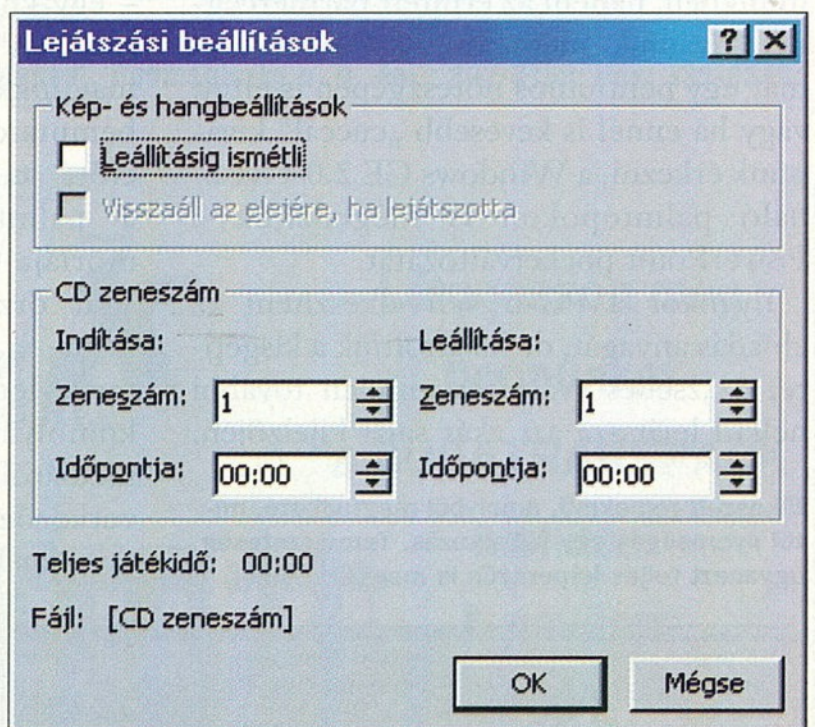 Lejátszási beállítások
Kép- és hangbeállítások
Leállításig ismétli
Visszaáll az elejére, ha lejátszotta
CD zeneszám
Indítása: Leállítása:
Zeneszám: 1 Zeneszám: 1
Időpontja: 00:00 Időpontja: 00:00
Teljes játékidő: 00:00
Fájl: [CD zeneszám]
OK Mégse